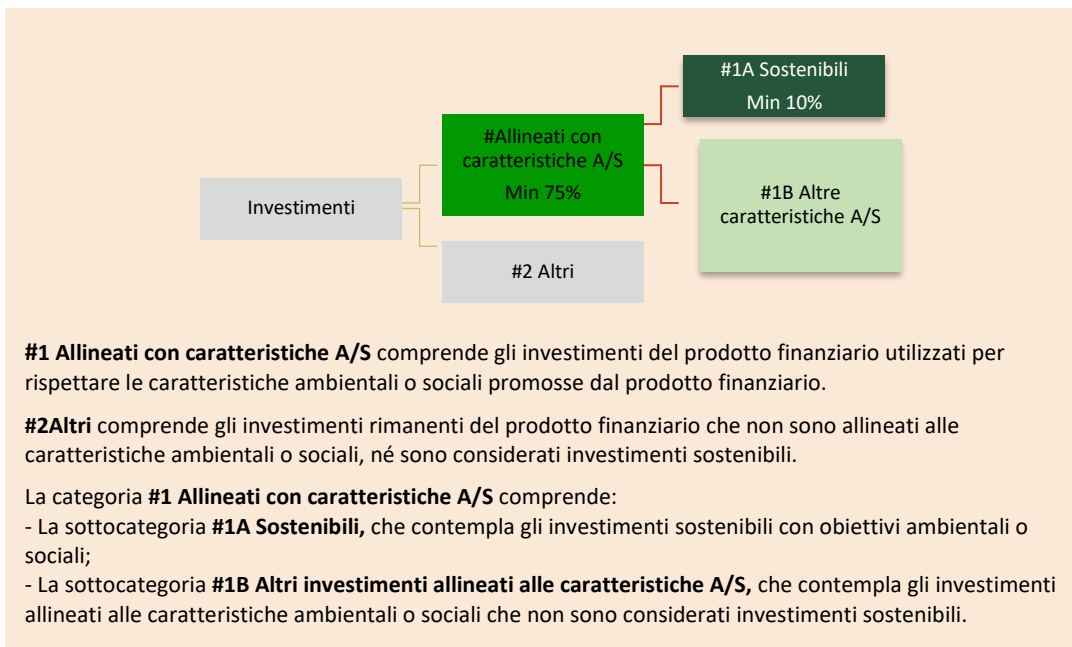 #1A Sostenibili
Min 10%
#Allineati con
caratteristiche A/S
Min 75%
Investimenti
#1B Altre
caratteristiche A/S
#2 Altri
#1 Allineati con caratteristiche A/S comprende gli investimenti del prodotto finanziario utilizzati per
rispettare le caratteristiche ambientali o sociali promosse dal prodotto finanziario.
#2Altri comprende gli investimenti rimanenti del prodotto finanziario che non sono allineati alle
caratteristiche ambientali o sociali, né sono considerati investimenti sostenibili.
La categoria #1 Allineati con caratteristiche A/S comprende:
- La sottocategoria #1A Sostenibili, che contempla gli investimenti sostenibili con obiettivi ambientali o
sociali;
- La sottocategoria #1B Altri investimenti allineati alle caratteristiche A/S, che contempla gli investimenti
allineati alle caratteristiche ambientali o sociali che non sono considerati investimenti sostenibili.